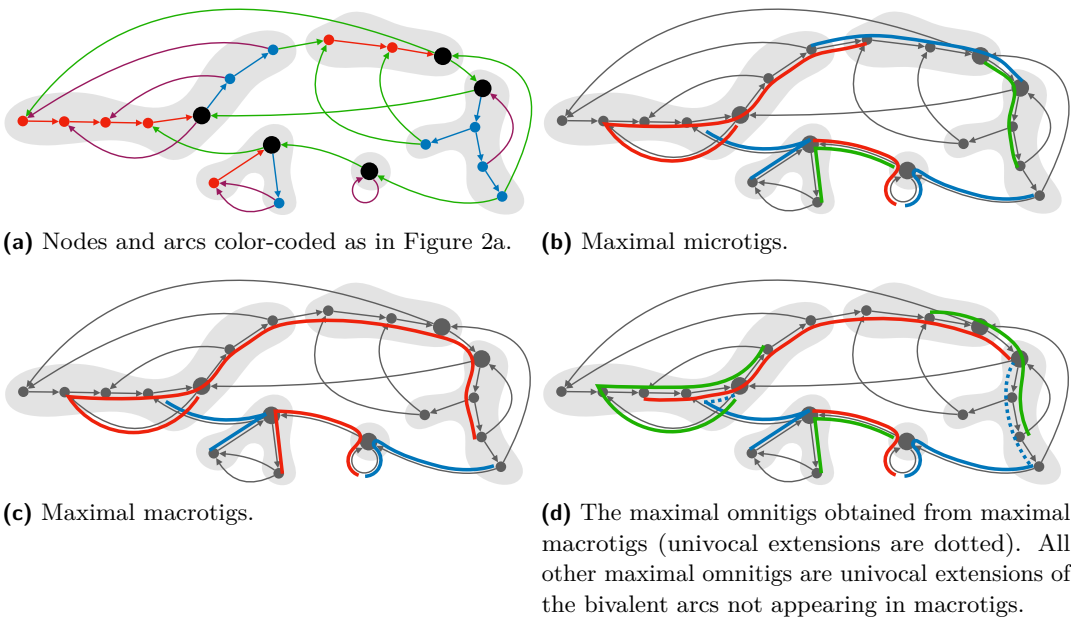 (a) Nodes and arcs color-coded as in Figure 2a.
(b) Maximal microtigs.
(c) Maximal macrotigs.
(d) The maximal omnitigs obtained from maximal
macrotigs (univocal extensions are dotted). All
other maximal omnitigs are univocal extensions of
the bivalent arcs not appearing in macrotigs.